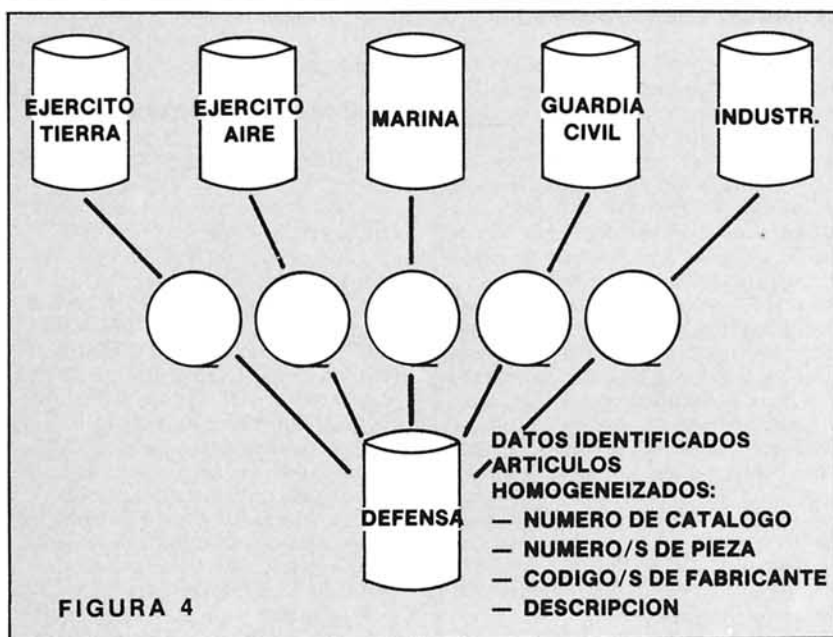 EJERCITO
TIERRA
EJERCITO
AIRE
MARINA
GUARDIA
CIVIL
INDUSTR.
DEFENSA
DATOS IDENTIFICADOS
ARTICULOS
HOMOGENEIZADOS:
— NUMERO DE CATALOGO
— NUMERO/S DE PIEZA
— CODIGO/S DE FABRICANTE
— DESCRIPCION
FIGURA 4